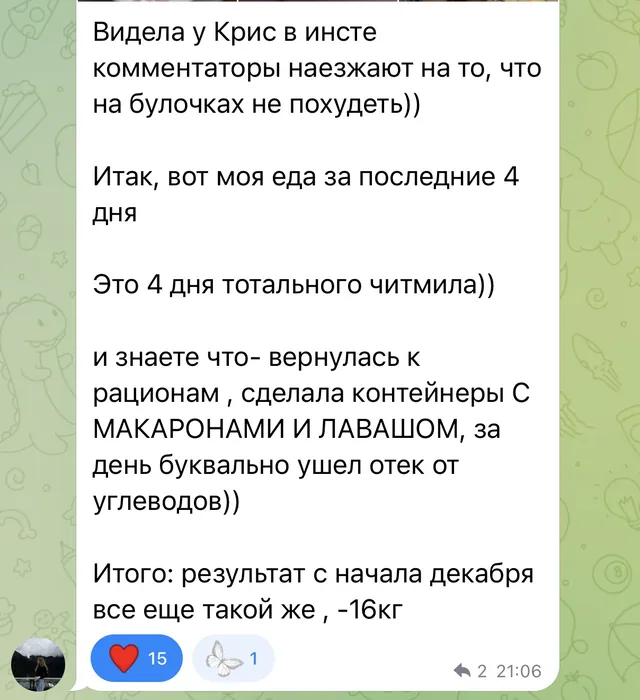 Видела у Крис в инсте
комментаторы наезжают на то, что
на булочках не похудеть))
Итак, вот моя еда за последние 4
дня
Это 4 дня тотального читмила))
и знаете что- вернулась к
рационам , сделала контейнеры С
МАКАРОНАМИ И ЛАВАШОМ, за
день буквально ушел отек от
углеводов))
Итого: результат с начала декабря
все еще такой же , -16кг
15 1 2 21:06